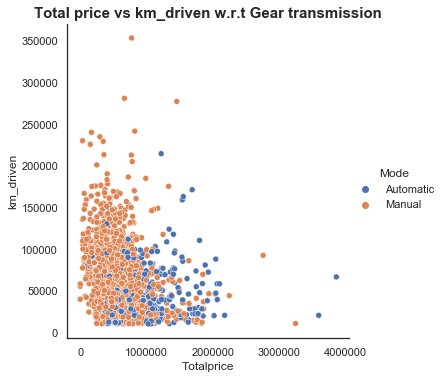 Total price vs km_driven w.r.t Gear transmission
350000
300000
250000
200000
150000
100000
50000
0
km_driven
0 1000000 2000000 3000000 4000000
Totalprice
Mode
Automatic
Manual